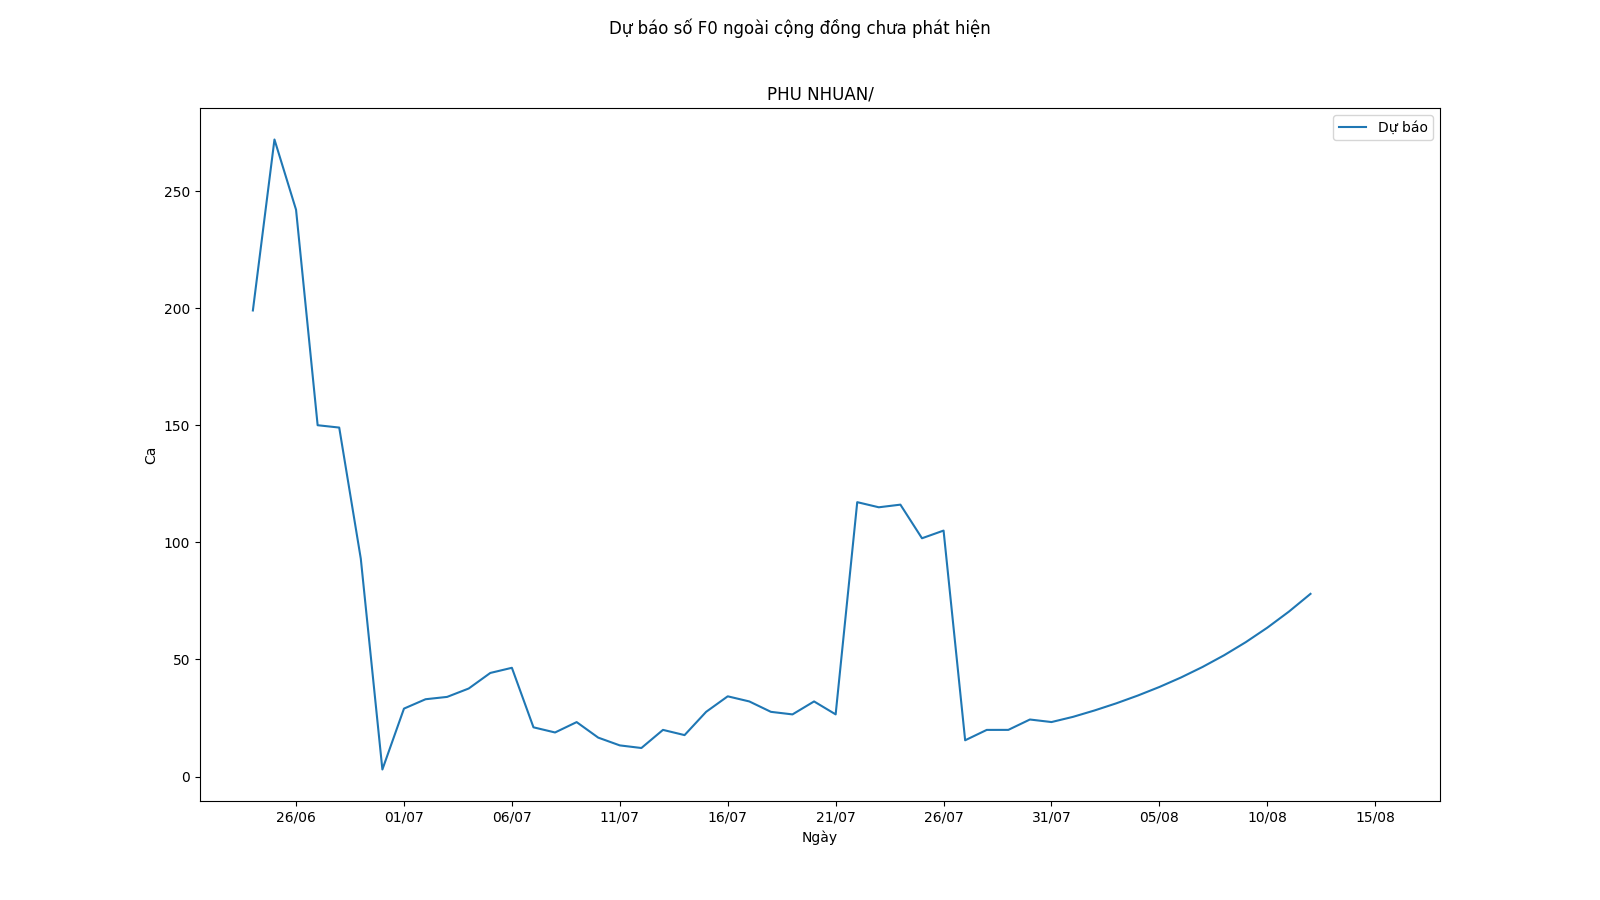 Dự báo số F0 ngoài cộng đồng chưa phát hiện
PHU NHUAN/
Dự báo
250
200
150
100
50
0
Ca
26/06 01/07 06/07 11/07 16/07 21/07 26/07 31/07 05/08 10/08 15/08
Ngày